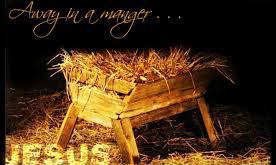 Away in a manger . . .
JESUS